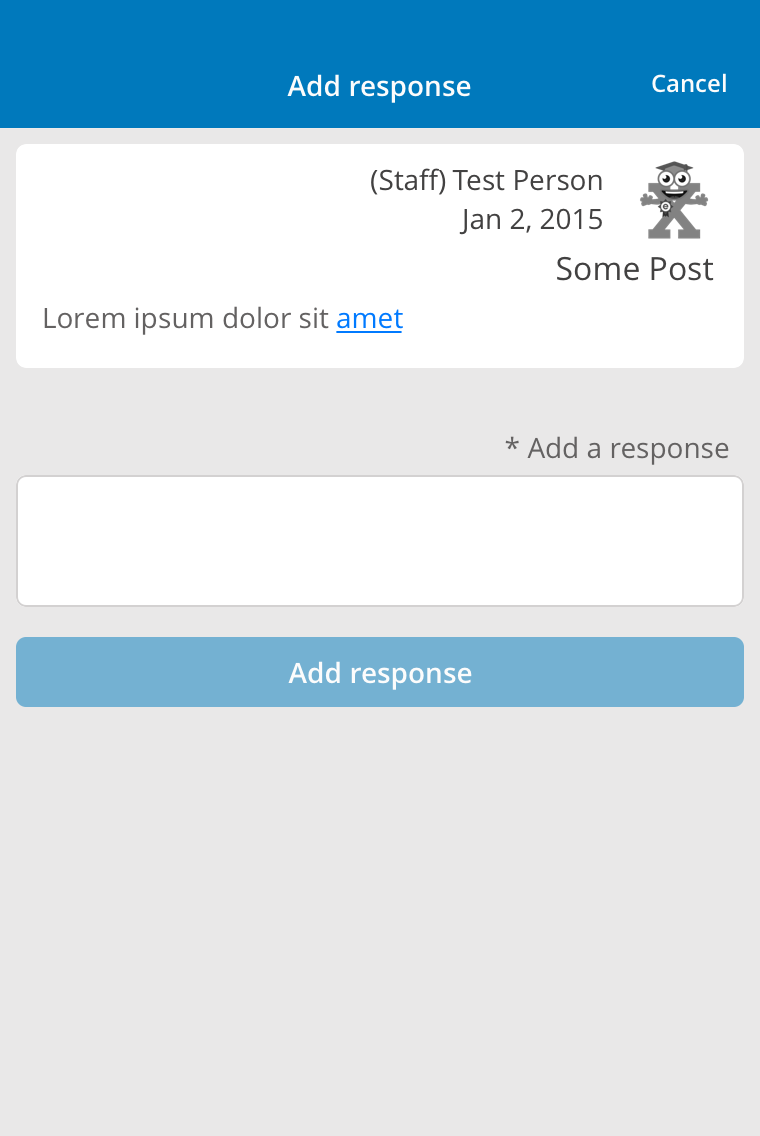 Add response
Cancel
(Staff) Test Person
Jan 2, 2015
Some Post
Lorem ipsum dolor sit amet
* Add a response
Add response